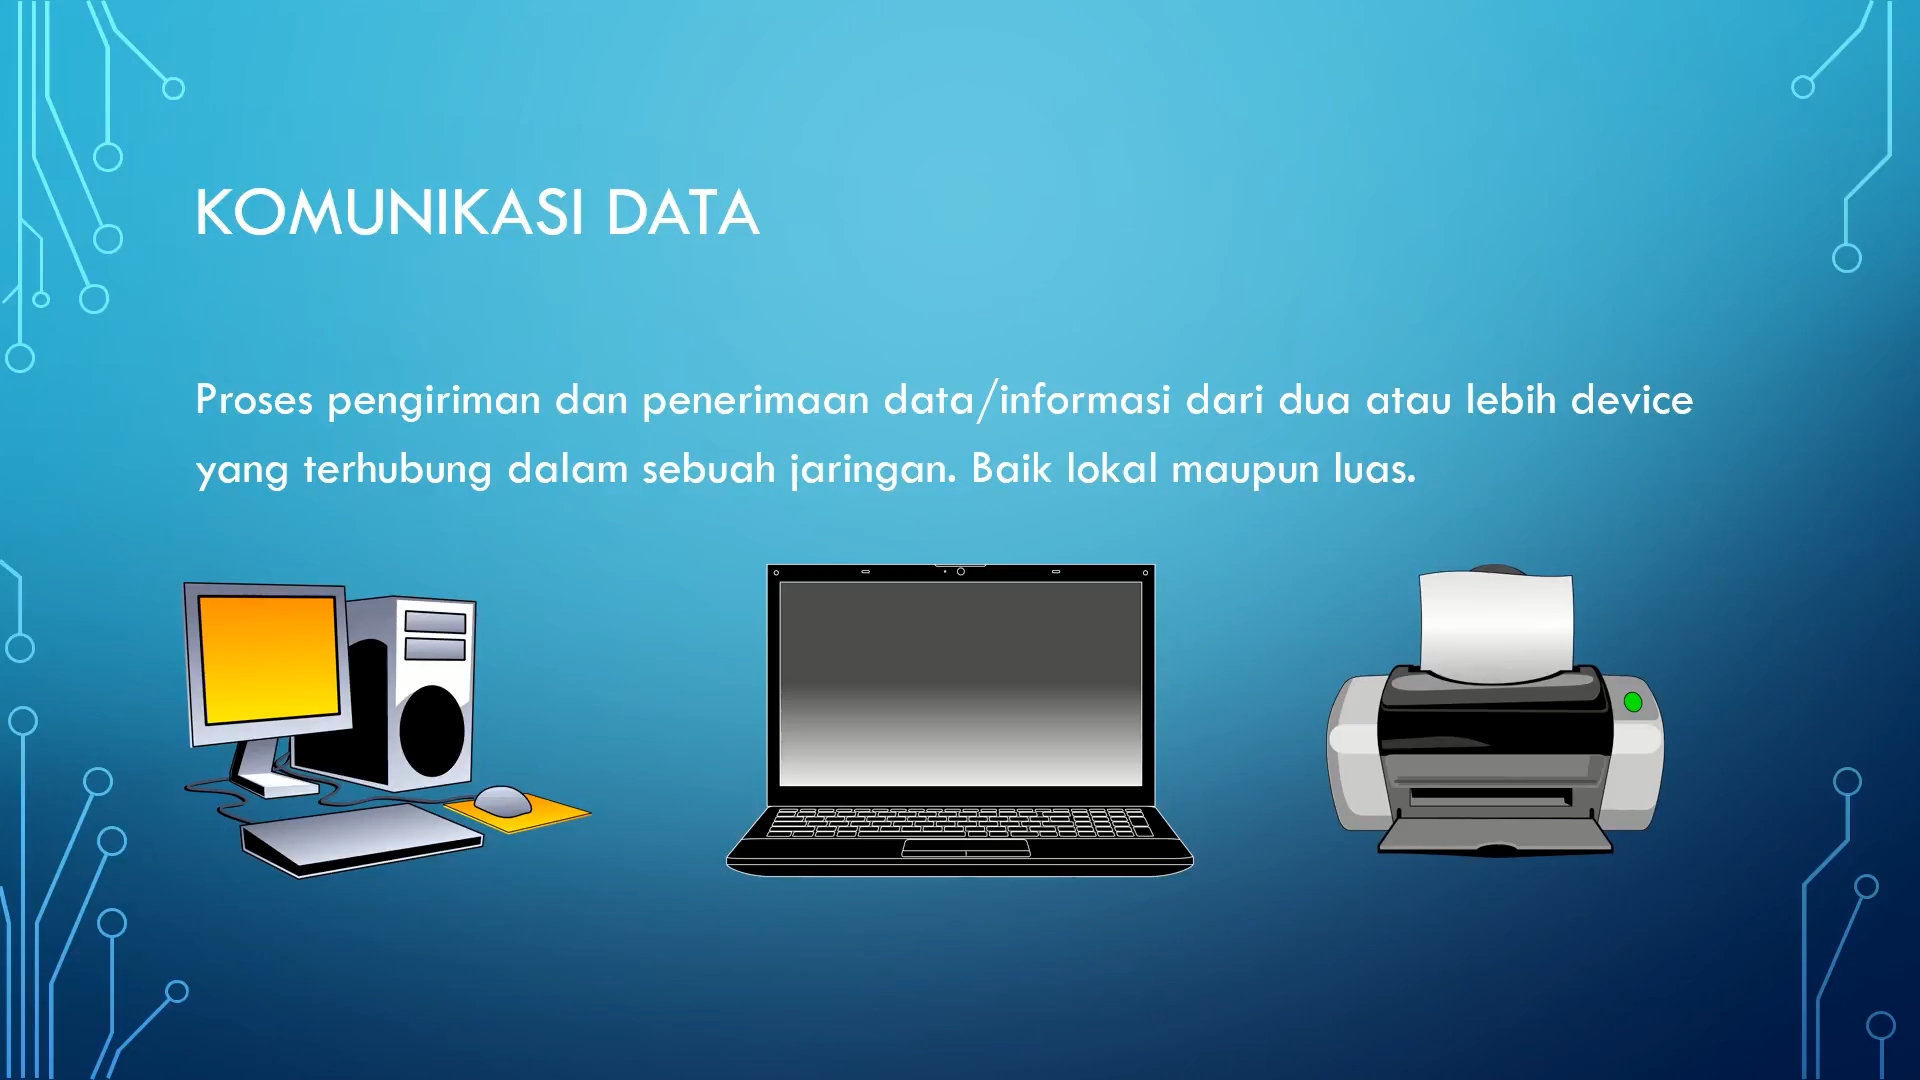 KOMUNIKASI DATA
Proses pengiriman dan penerimaan data/informasi dari dua atau lebih device
yang terhubung dalam sebuah jaringan. Baik lokal maupun luas.